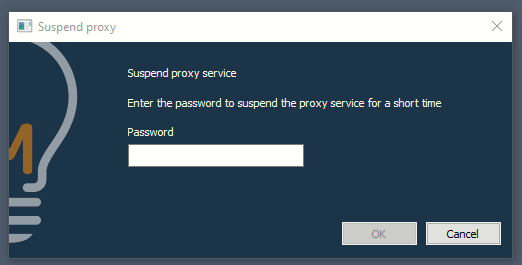 Suspend proxy
Suspend proxy service
Enter the password to suspend the proxy service for a short time
Password
M
OK
Cancel